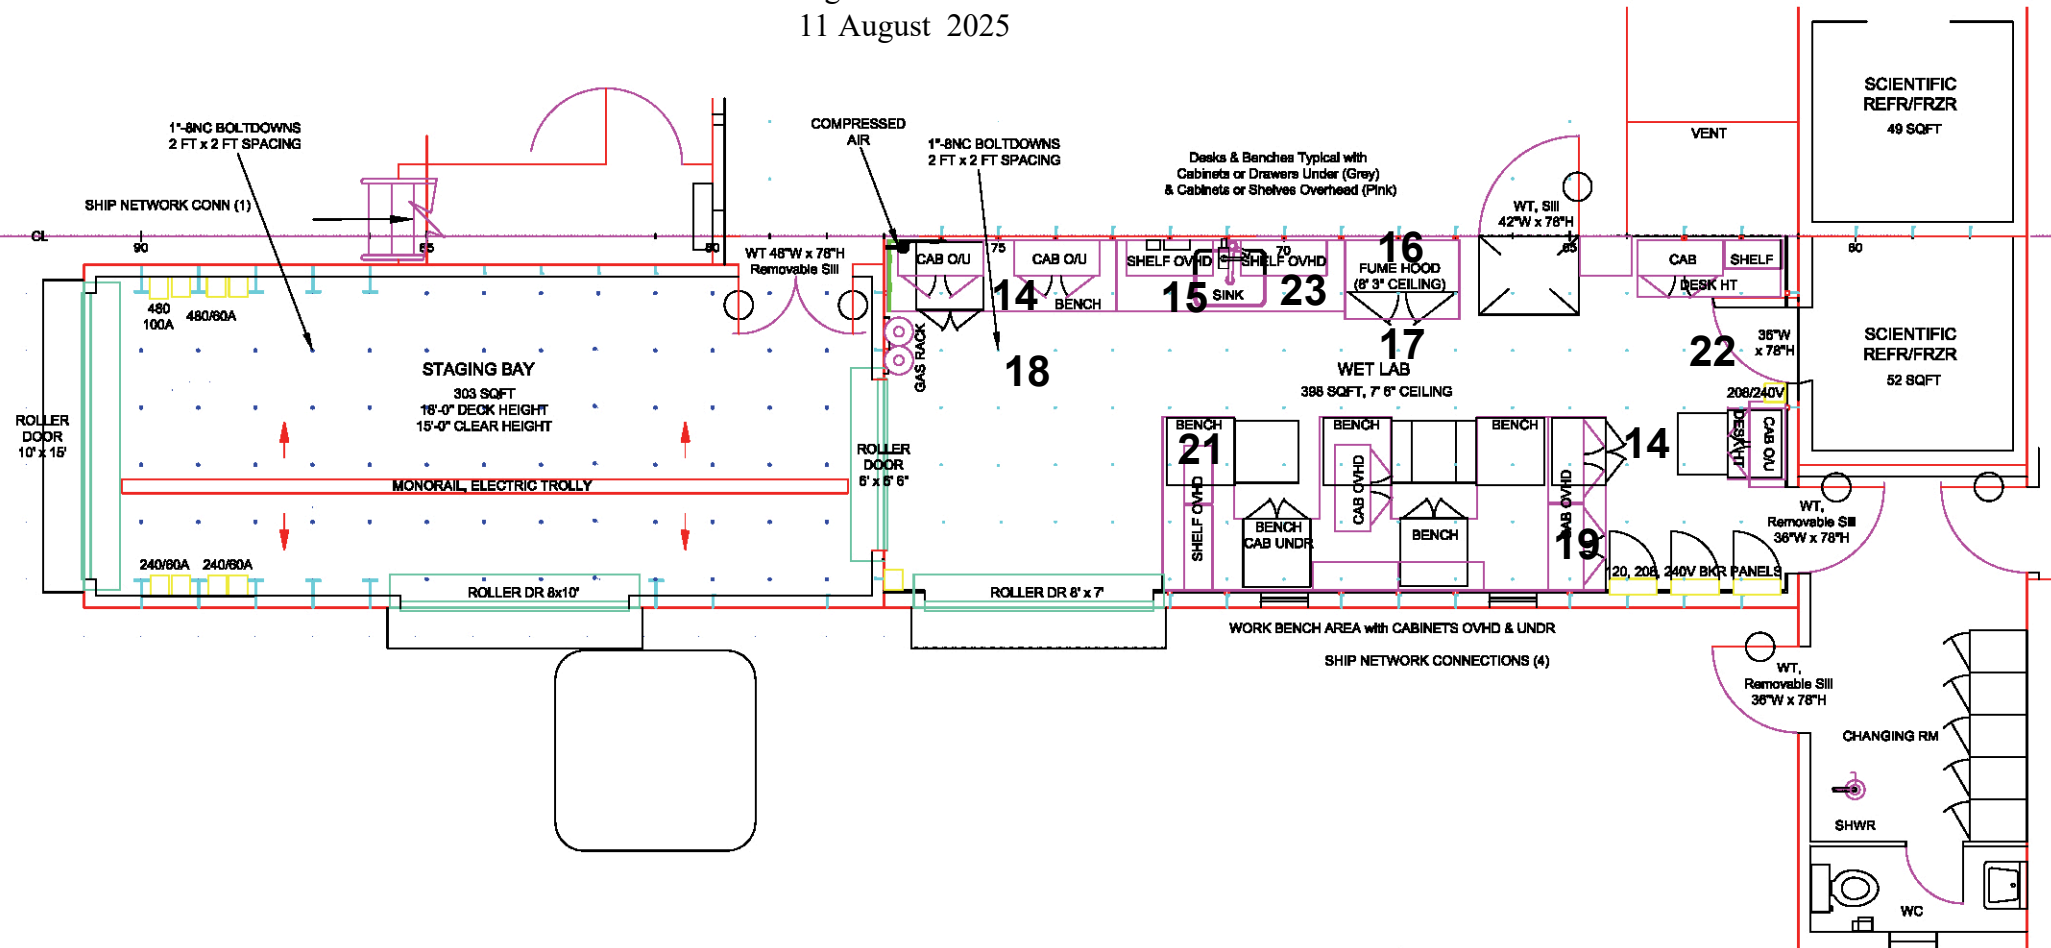 11 August 2025
SCIENTIFIC
REFR/FRZR
49 SQFT
VENT
1"-8NC BOLTDOWNS
2 FT x 2 FT SPACING
COMPRESSED
AIR
1"-8NC BOLTDOWNS
2 FT x 2 FT SPACING
Desks & Benches Typical with
Cabinets or Drawers Under (Grey)
& Cabinets or Shelves Overhead (Pink)
SHIP NETWORK CONN (1)
WT, Sill
42"W x 78"H
CL
90
85
80
75
70
65
60
WT 48"W x 78"H
Removable Sill
CAB O/U
CAB O/U
BENCH
SHELF OVHD
SHELF OVHD
SINK
FUME HOOD
(8' 3" CEILING)
CAB
SHELF
DESK HT
14
15
23
16
17
18
22
480
100A
480/60A
36"W
x 78"H
SCIENTIFIC
REFR/FRZR
52 SQFT
208/240V
GAS RACK
STAGING BAY
303 SQFT
18'-0" DECK HEIGHT
15'-0" CLEAR HEIGHT
WET LAB
398 SQFT, 7' 6" CEILING
ROLLER
DOOR
10' x 15'
ROLLER
DOOR
6' x 6' 6"
MONORAIL, ELECTRIC TROLLY
BENCH
21
SHELF OVHD
BENCH
CAB UNDR
BENCH
CAB OVHD
BENCH
BENCH
CAB OVHD
19
14
DESK HT
CAB O/U
WT,
Removable Sill
36"W x 78"H
240/60A
240/60A
ROLLER DR 8x10'
ROLLER DR 8' x 7'
20, 208, 240V BKR PANELS
WORK BENCH AREA with CABINETS OVHD & UNDR
SHIP NETWORK CONNECTIONS (4)
WT,
Removable Sill
36"W x 78"H
CHANGING RM
SHWR
WC